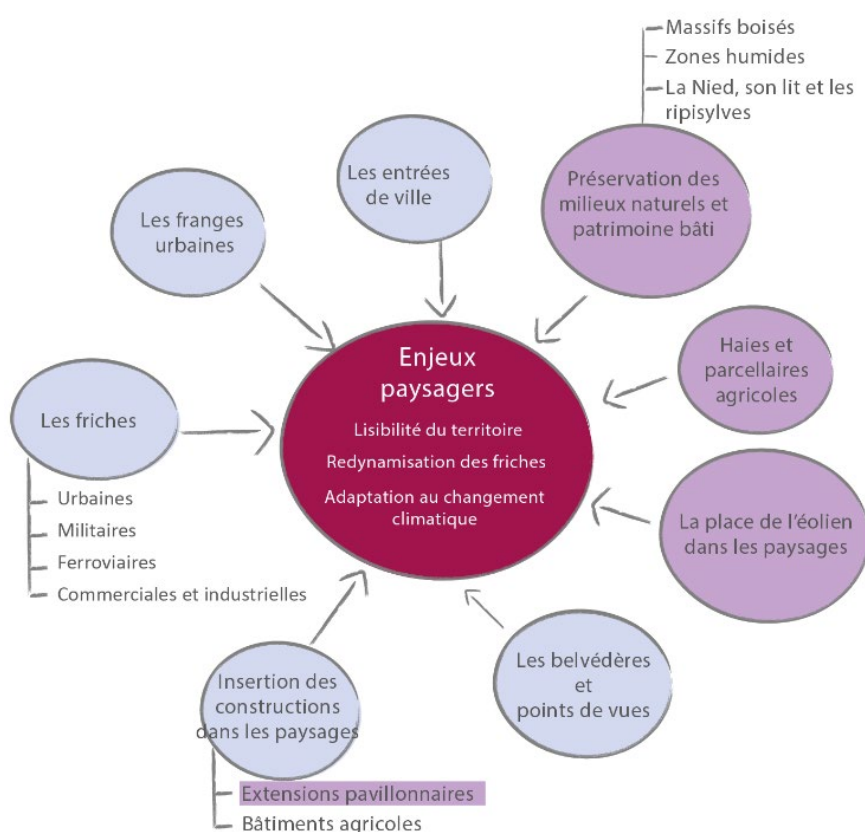 Massifs boisés
Zones humides
La Nied, son lit et les
ripisylves
Les entrées
de ville
Préservation des
milieux naturels et
patrimoine bâti
Les franges
urbaines
Haies et
parcellaires
agricoles
Enjeux
paysagers
Lisibilité du territoire
Redynamisation des friches
Adaptation au changement
climatique
Les friches
Urbaines
Militaires
Ferroviaires
Commerciales et industrielles
La place de l'éolien
dans les paysages
Les belvédères
et
points de vues
Insertion des
constructions
dans les paysages
Extensions pavillonnaires
Bâtiments agricoles